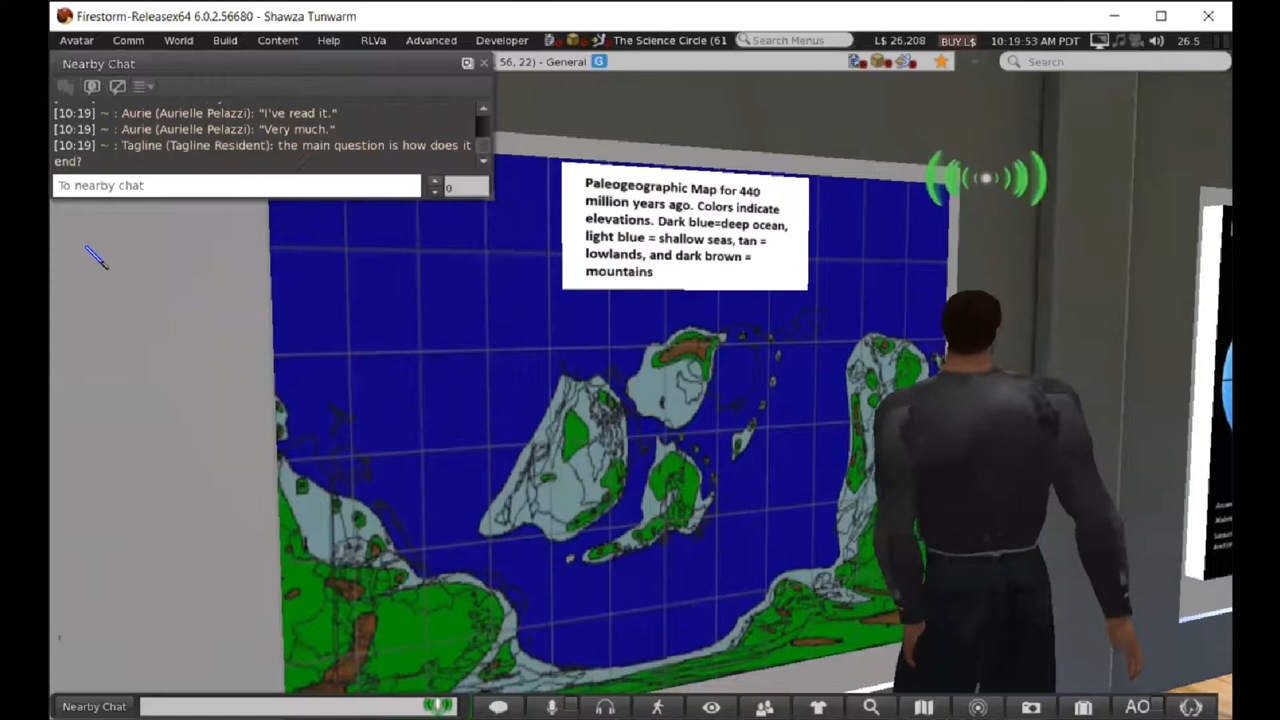 Firestorm-Releasex64 6.0.2.56680 - Shawza Tunwarm
Avatar Comm World Build Content Help RLVa Advanced Developer The Science Circle (61 Search Menus L$ 26,208 BUY L$ 10:19:53 AM PDT 26.5
Nearby Chat
56, 22) - General G
Search
[10:19] ~ : Aurie (Aurielle Pelazzi): "I've read it."
[10:19] ~ : Aurie (Aurielle Pelazzi): "Very much."
[10:19] ~ : Tagline (Tagline Resident): the main question is how does it
end?
To nearby chat
0
Paleogeographic Map for 440
million years ago. Colors indicate
elevations. Dark blue=deep ocean,
light blue = shallow seas, tan =
lowlands, and dark brown =
mountains
Nearby Chat
AO